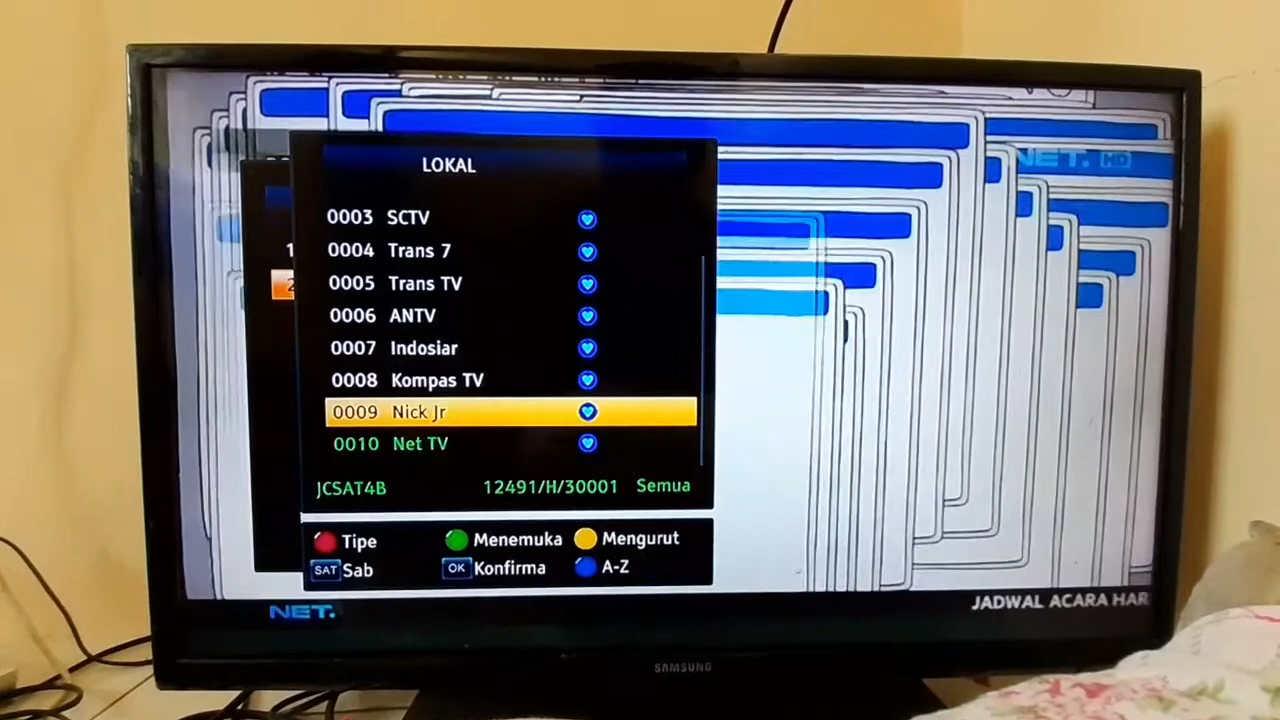 LOKAL
NET. HD
0003 SCTV
0004 Trans 7
0005 Trans TV
0006 ANTV
0007 Indosiar
0008 Kompas TV
0009 Nick Jr
0010 Net TV
JCSAT4B 12491/H/30001 Semua
Tipe Menemuka Mengurut
SAT Sab OK Konfirma A-Z
NET. JADWAL ACARA HAR
SAMSUNG